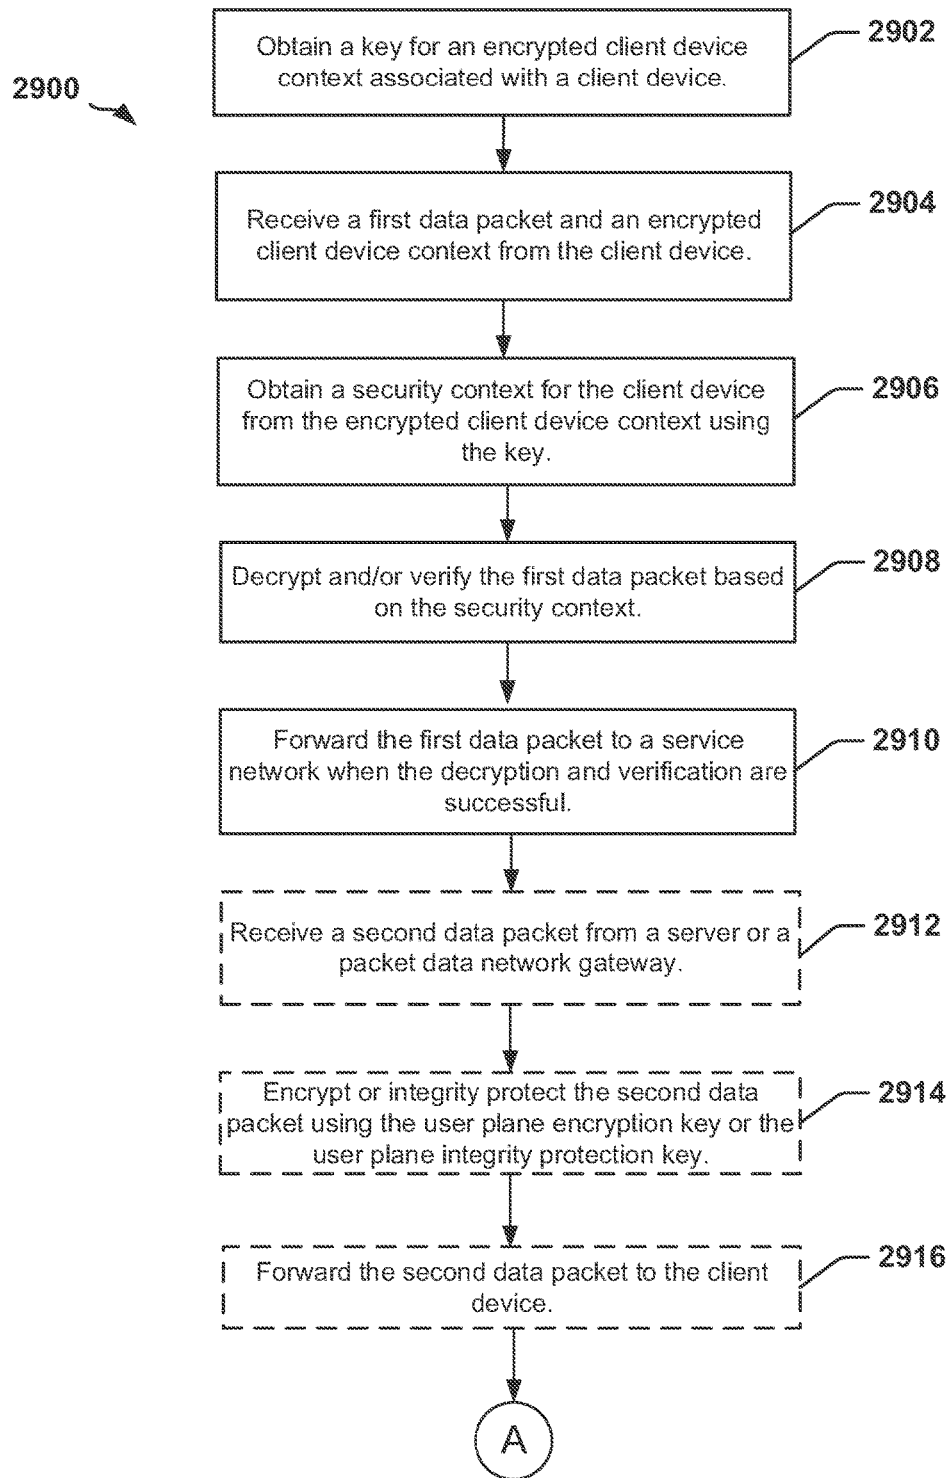 2900
Obtain a key for an encrypted client device
context associated with a client device.
2902
Receive a first data packet and an encrypted
client device context from the client device.
2904
Obtain a security context for the client device
from the encrypted client device context using
the key.
2906
Decrypt and/or verify the first data packet based
on the security context.
2908
Forward the first data packet to a service
network when the decryption and verification are
successful.
2910
Receive a second data packet from a server or a
packet data network gateway.
2912
Encrypt or integrity protect the second data
packet using the user plane encryption key or the
user plane integrity protection key.
2914
Forward the second data packet to the client
device.
2916
A